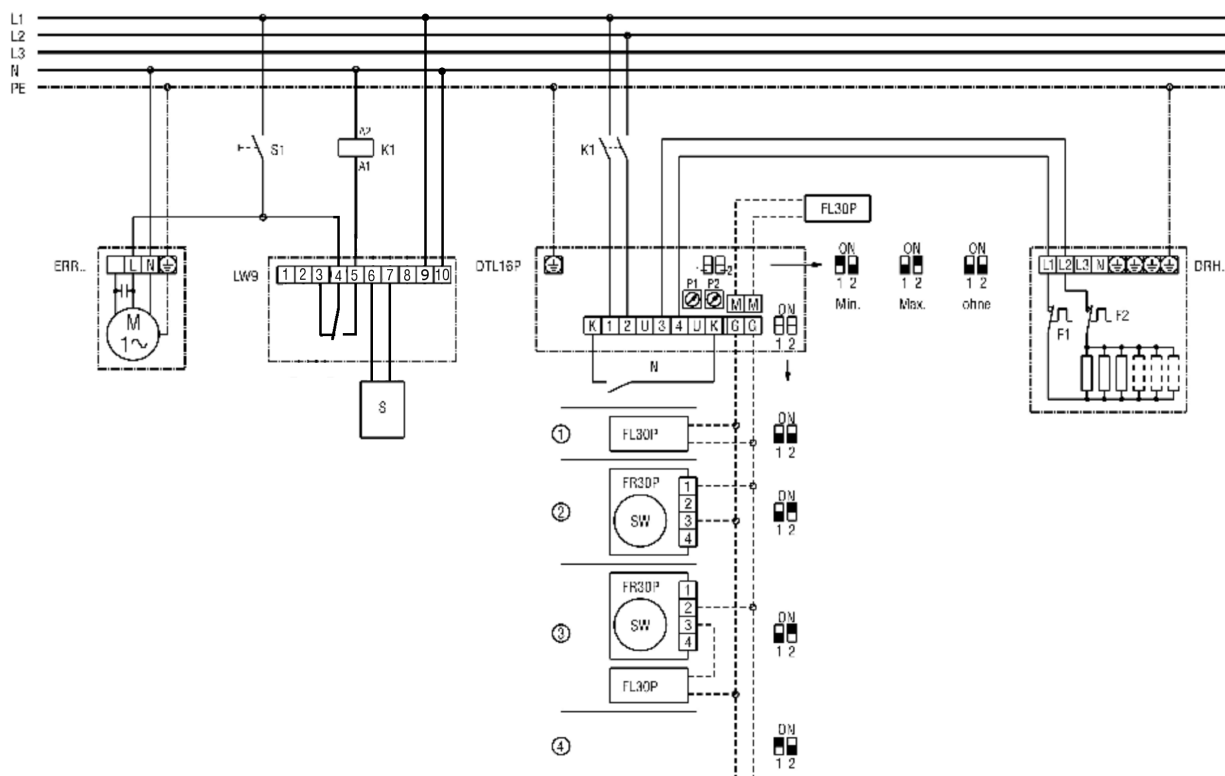 L1
L2
L3
N
PE
S1
A2
K1
A1
K1
FL30P
ERR..
L N
M
1~
LW9
1 2 3 4 5 6 7 8 9 10
S
DTL16P
1 2
P1 P2
M M
K 1 2 U 3 4 U K G G
ON
1 2
N
ON
1 2
Min.
ON
1 2
Max.
ON
1 2
ohne
L1 L2 L3 N
DRH..
F1
F2
①
FL30P
ON
1 2
②
FR30P
SW
1
2
3
4
ON
1 2
③
FR30P
SW
1
2
3
4
FL30P
ON
1 2
④
ON
1 2